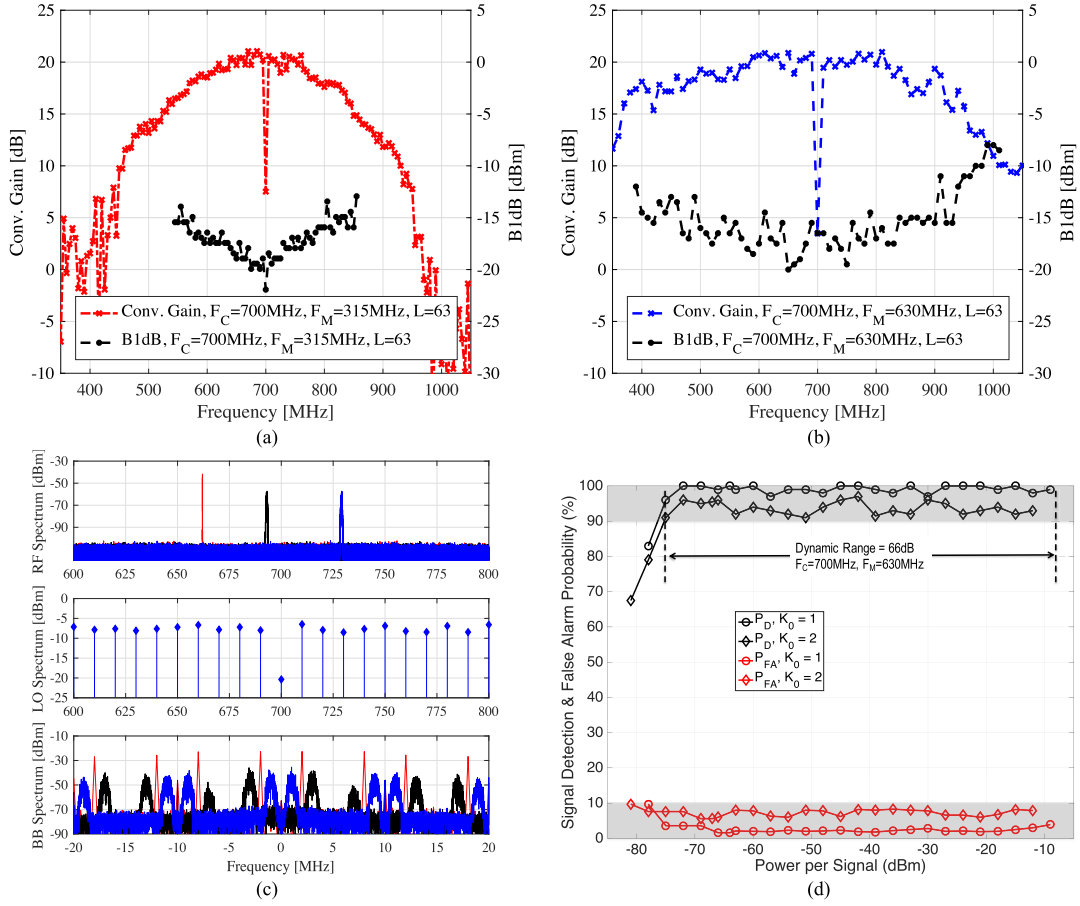 25
20
15
10
5
0
-5
-10
Conv. Gain [dB]
5
0
-5
-10
-15
-20
-25
-30
B1dB [dBm]
Conv. Gain, F_C=700MHz, F_M=315MHz, L=63
B1dB, F_C=700MHz, F_M=315MHz, L=63
400 500 600 700 800 900 1000
Frequency [MHz]
(a)
25
20
15
10
5
0
-5
-10
Conv. Gain [dB]
5
0
-5
-10
-15
-20
-25
-30
B1dB [dBm]
Conv. Gain, F_C=700MHz, F_M=630MHz, L=63
B1dB, F_C=700MHz, F_M=630MHz, L=63
400 500 600 700 800 900 1000
Frequency [MHz]
(b)
RF Spectrum [dBm]
-30
-50
-70
-90
600 625 650 675 700 725 750 775 800
LO Spectrum [dBm]
0
-5
-10
-15
-20
-25
600 625 650 675 700 725 750 775 800
BB Spectrum [dBm]
-10
-30
-50
-70
-90
-20 -15 -10 -5 0 5 10 15 20
Frequency [MHz]
(c)
Signal Detection & False Alarm Probability (%)
100
90
80
70
60
50
40
30
20
10
0
Dynamic Range = 66dB
F_C=700MHz, F_M=630MHz
P_D, K_0 = 1
P_D, K_0 = 2
P_FA, K_0 = 1
P_FA, K_0 = 2
-80 -70 -60 -50 -40 -30 -20 -10
Power per Signal (dBm)
(d)